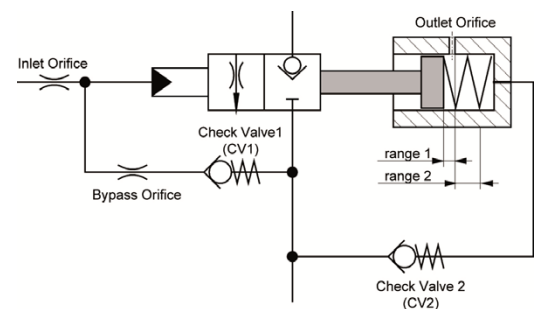 Outlet Orifice
Inlet Orifice
Check Valve1
(CV1)
range 1
range 2
Bypass Orifice
Check Valve 2
(CV2)